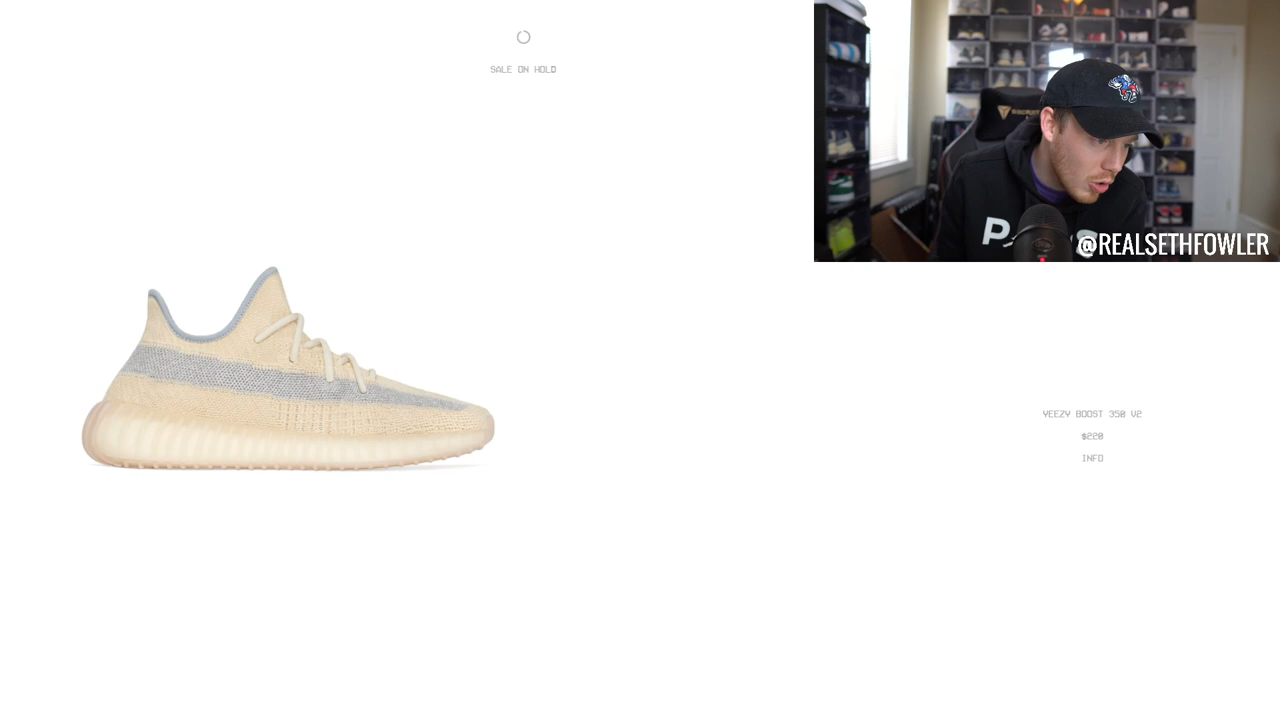 SALE ON HOLD
@REALSETHFOWLER
YEEZY BOOST 350 V2
$220
INFO